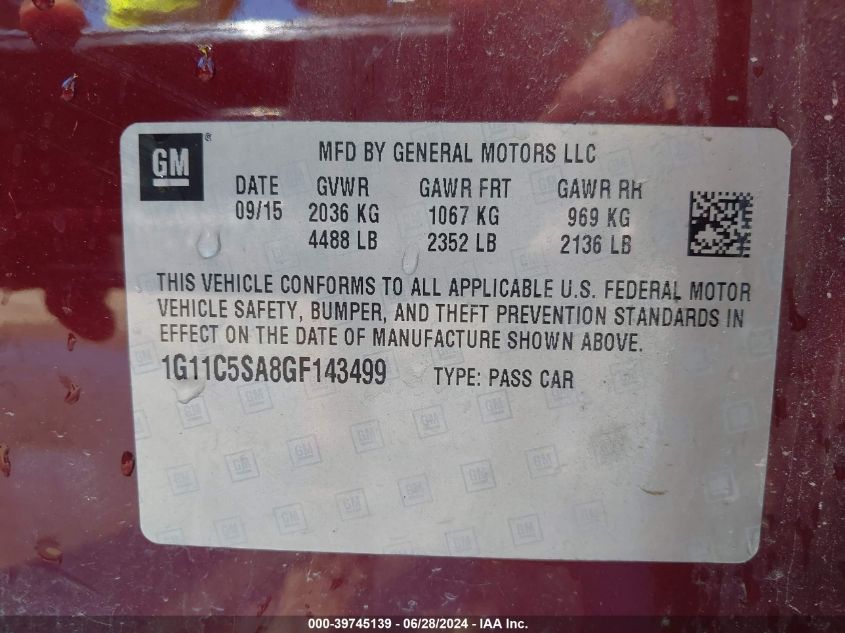 GM ®
MFD BY GENERAL MOTORS LLC
DATE GVWR GAWR FRT GAWR RR
09/15 2036 KG 1067 KG 969 KG
4488 LB 2352 LB 2136 LB
THIS VEHICLE CONFORMS TO ALL APPLICABLE U.S. FEDERAL MOTOR
VEHICLE SAFETY, BUMPER, AND THEFT PREVENTION STANDARDS IN
EFFECT ON THE DATE OF MANUFACTURE SHOWN ABOVE.
1G11C5SA8GF143499 TYPE: PASS CAR
000-39745139 - 06/28/2024 - IAA Inc.